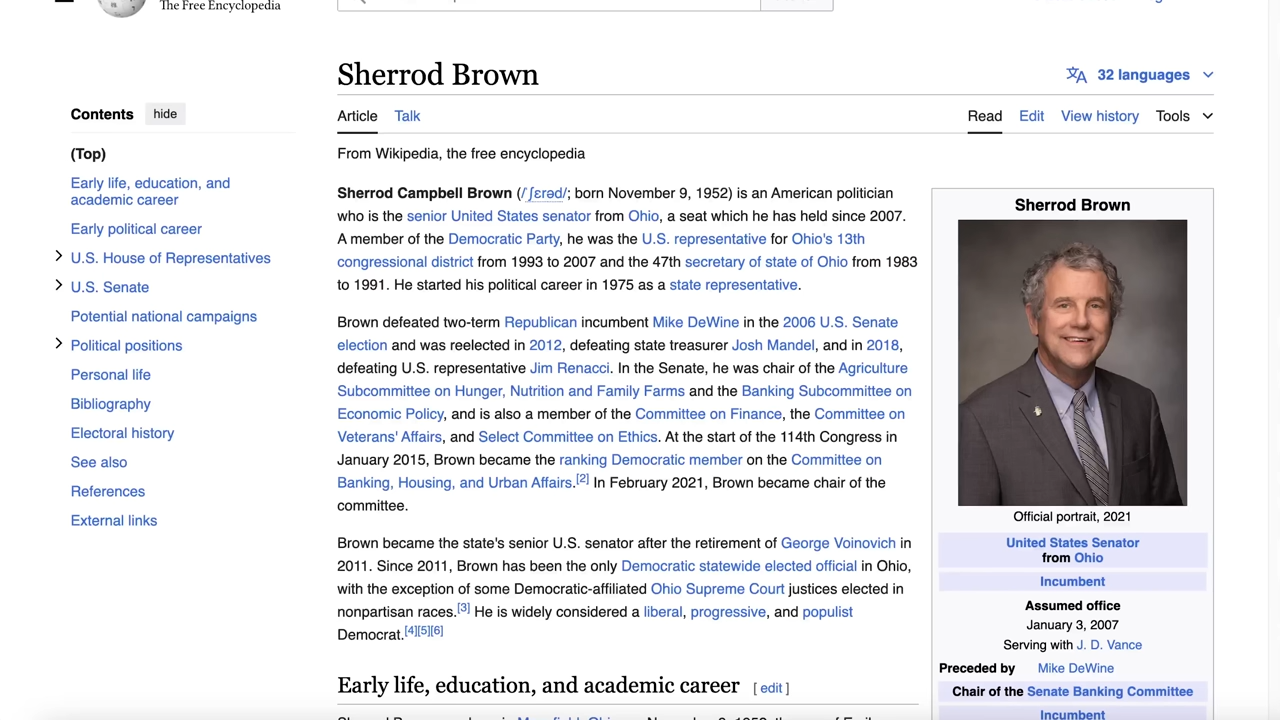 The Free Encyclopedia
Sherrod Brown
32 languages
Contents hide
Article Talk Read Edit View history Tools
(Top)
Early life, education, and
academic career
Early political career
U.S. House of Representatives
U.S. Senate
Potential national campaigns
Political positions
Personal life
Bibliography
Electoral history
See also
References
External links
From Wikipedia, the free encyclopedia
Sherrod Campbell Brown (/ˈʃɛrəd/; born November 9, 1952) is an American politician
who is the senior United States senator from Ohio, a seat which he has held since 2007.
A member of the Democratic Party, he was the U.S. representative for Ohio's 13th
congressional district from 1993 to 2007 and the 47th secretary of state of Ohio from 1983
to 1991. He started his political career in 1975 as a state representative.
Brown defeated two-term Republican incumbent Mike DeWine in the 2006 U.S. Senate
election and was reelected in 2012, defeating state treasurer Josh Mandel, and in 2018,
defeating U.S. representative Jim Renacci. In the Senate, he was chair of the Agriculture
Subcommittee on Hunger, Nutrition and Family Farms and the Banking Subcommittee on
Economic Policy, and is also a member of the Committee on Finance, the Committee on
Veterans' Affairs, and Select Committee on Ethics. At the start of the 114th Congress in
January 2015, Brown became the ranking Democratic member on the Committee on
Banking, Housing, and Urban Affairs.[2] In February 2021, Brown became chair of the
committee.
Brown became the state's senior U.S. senator after the retirement of George Voinovich in
2011. Since 2011, Brown has been the only Democratic statewide elected official in Ohio,
with the exception of some Democratic-affiliated Ohio Supreme Court justices elected in
nonpartisan races.[3] He is widely considered a liberal, progressive, and populist
Democrat.[4][5][6]
Early life, education, and academic career [ edit ]
Sherrod Brown
Official portrait, 2021
United States Senator
from Ohio
Incumbent
Assumed office
January 3, 2007
Serving with J. D. Vance
Preceded by Mike DeWine
Chair of the Senate Banking Committee
Incumbent